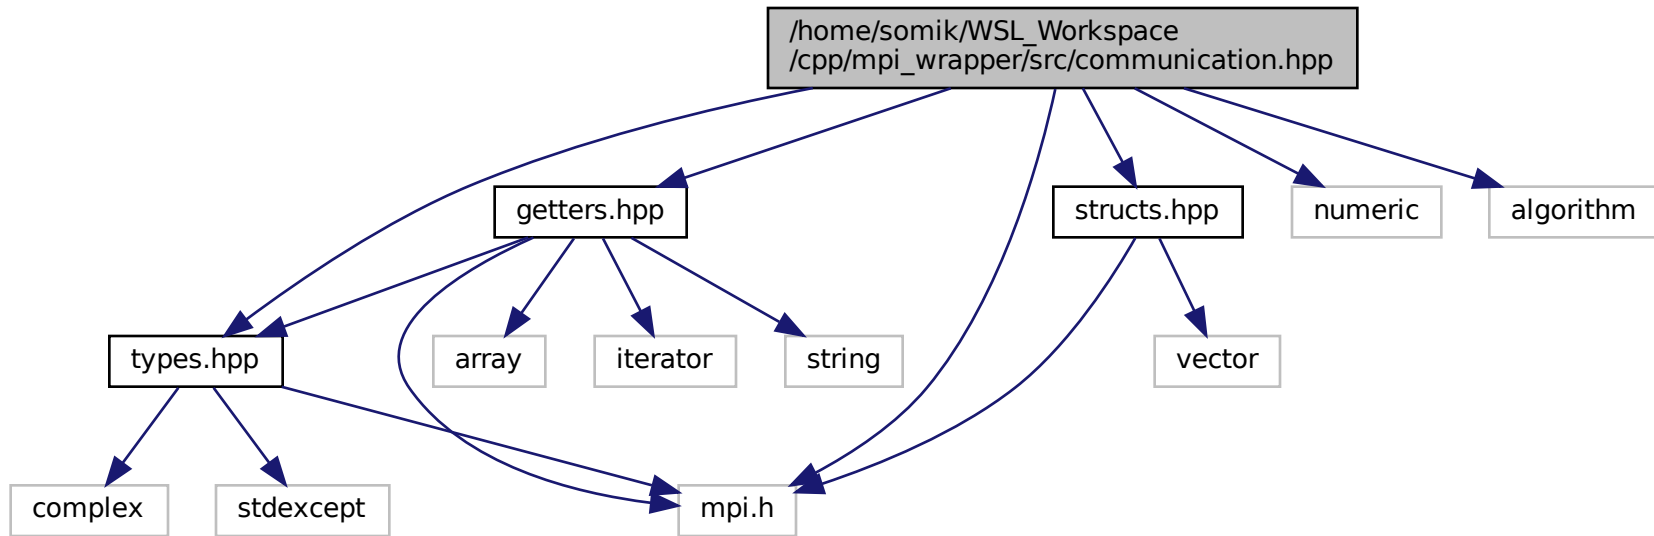 /home/somik/WSL_Workspace
/cpp/mpi_wrapper/src/communication.hpp
getters.hpp
structs.hpp
numeric
algorithm
types.hpp
array
iterator
string
vector
complex
stdexcept
mpi.h